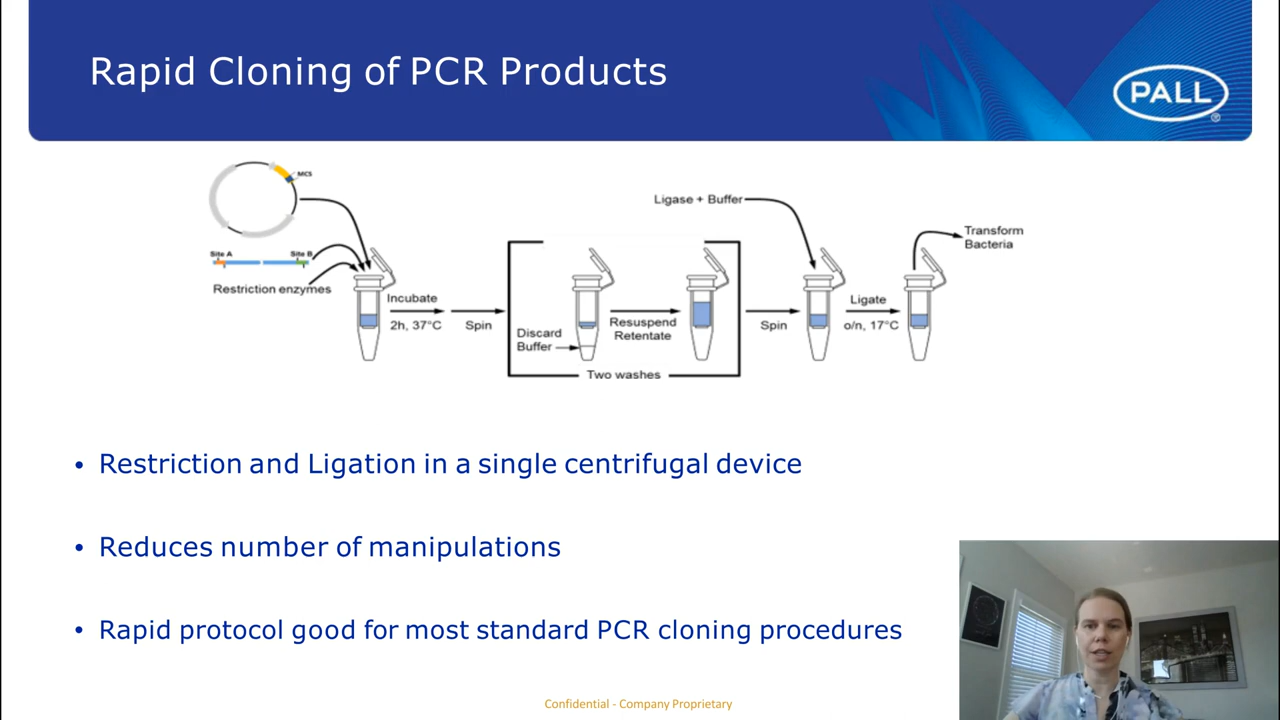 Rapid Cloning of PCR Products
PALL
®
MCS
Ligase + Buffer
Transform
Bacteria
Site A
Site B
Restriction enzymes
Incubate
2h, 37°C
Spin
Discard
Buffer
Resuspend
Retentate
Two washes
Spin
Ligate
o/n, 17°C
• Restriction and Ligation in a single centrifugal device
• Reduces number of manipulations
• Rapid protocol good for most standard PCR cloning procedures
Confidential - Company Proprietary